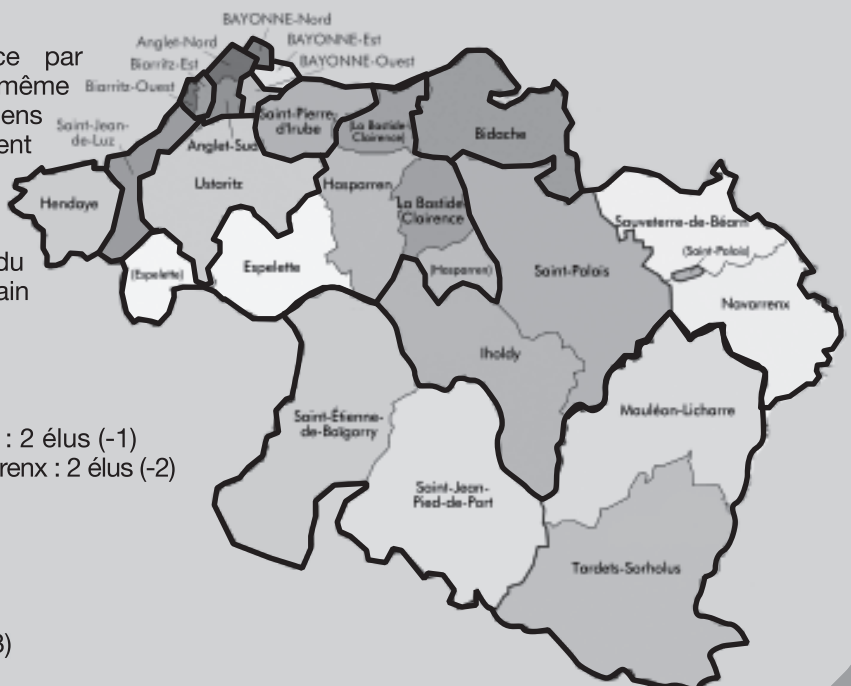 ce par
même
ens
ent
du
ain
: 2 élus (-1)
renx : 2 élus (-2)
3)
BAYONNE-Nord
Anglet-Nord
BAYONNE-Est
Biarritz-Est
BAYONNE-Ouest
Biarritz-Ouest
Saint-Jean-
de-Luz
Anglet-Sud
Saint-Pierre-
d'Irube
(La Bastide-
Clairence)
Bidache
Hendaye
Ustaritz
Hasparren
La Bastide
Clairence
Sauveterre-de-Béarn
(Saint-Palais)
(Espelette)
Espelette
(Hasparren)
Saint-Palais
Navarrenx
Iholdy
Saint-Étienne-
de-Baïgorry
Mauléon-Licharre
Saint-Jean-
Pied-de-Port
Tardets-Sorholus